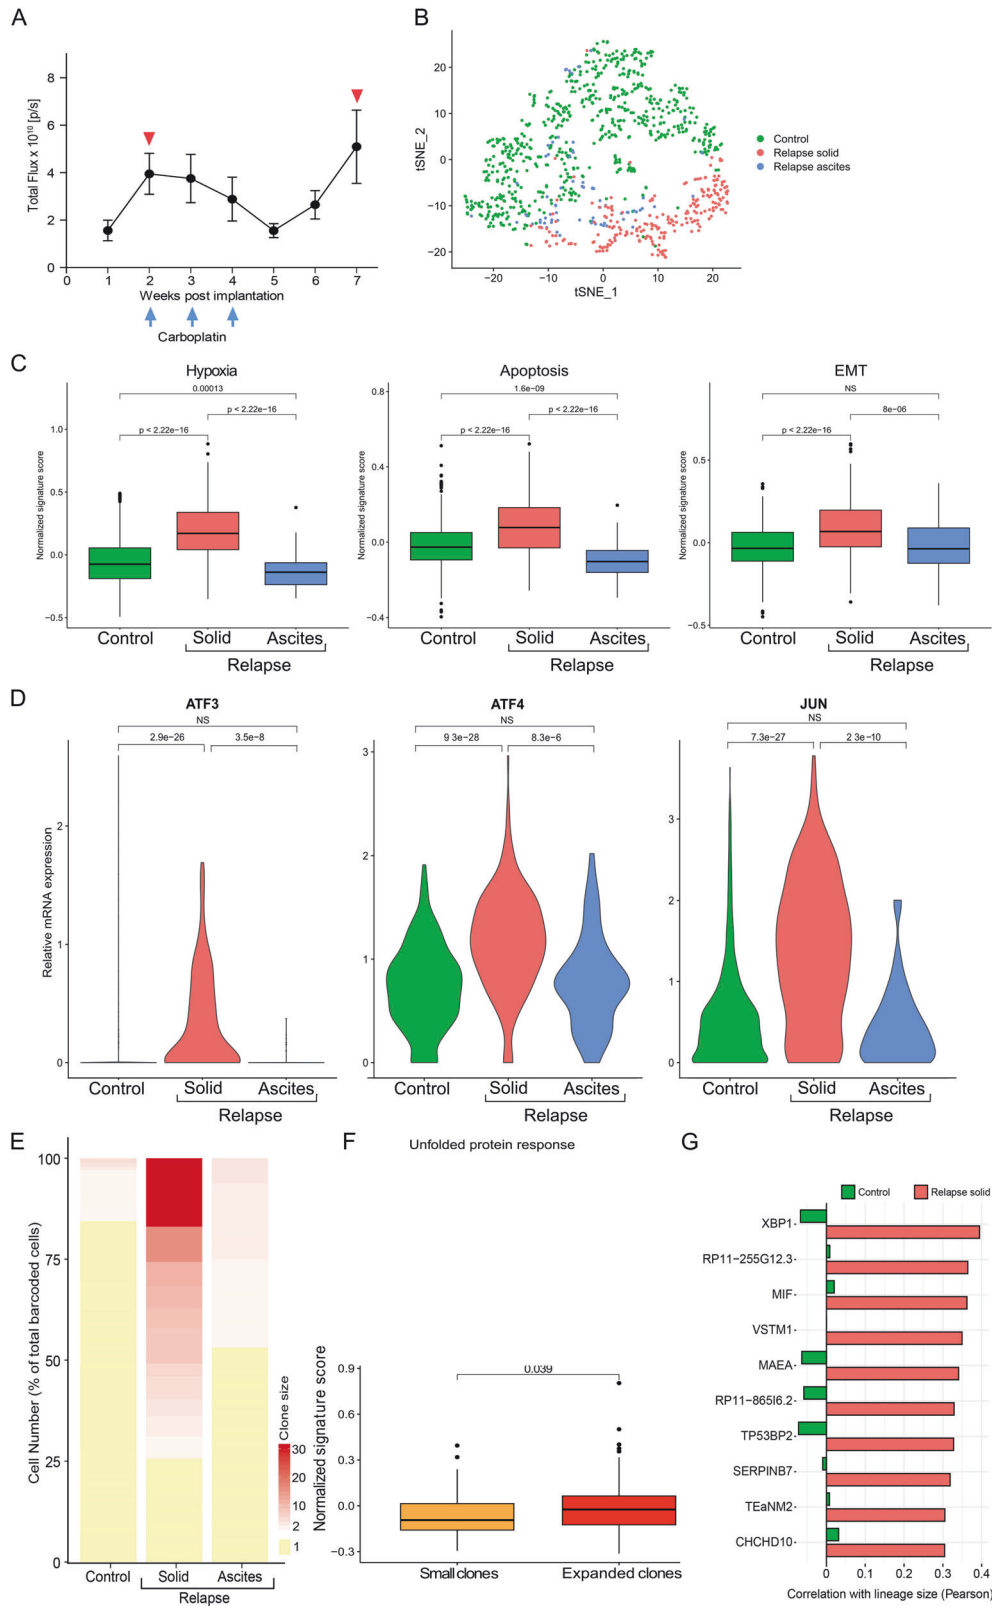 A
Total Flux x 10¹⁰ [p/s]
8
6
4
2
0
0 1 2 3 4 5 6 7
Weeks post implantation
Carboplatin
B
tSNE_2
20
10
0
−10
−20
−20 −10 0 10 20
tSNE_1
Control
Relapse solid
Relapse ascites
C
Hypoxia
0.00013
p < 2.22e−16
p < 2.22e−16
Normalized signature score
1.0
0.5
0.0
−0.5
Control Solid Ascites
Relapse
Apoptosis
1.6e−09
p < 2.22e−16
p < 2.22e−16
Normalized signature score
0.8
0.4
0.0
−0.4
Control Solid Ascites
Relapse
EMT
NS
8e−06
p < 2.22e−16
Normalized signature score
0.5
0.0
−0.5
Control Solid Ascites
Relapse
D
ATF3
NS
2.9e−26 3.5e−8
Relative mRNA expression
2
1
0
Control Solid Ascites
Relapse
ATF4
NS
9 3e−28 8.3e−6
3
2
1
0
Control Solid Ascites
Relapse
JUN
NS
7.3e−27 2 3e−10
3
2
1
0
Control Solid Ascites
Relapse
E
Cell Number (% of total barcoded cells)
100
75
50
25
0
Control Solid Ascites
Relapse
Clone size
30
20
10
2
1
F
Unfolded protein response
Normalized signature score
0.039
0.9
0.6
0.3
0.0
−0.3
Small clones Expanded clones
G
Control Relapse solid
XBP1
RP11−255G12.3
MIF
VSTM1
MAEA
RP11−865I6.2
TP53BP2
SERPINB7
TEaNM2
CHCHD10
0 0.1 0.2 0.3 0.4
Correlation with lineage size (Pearson)